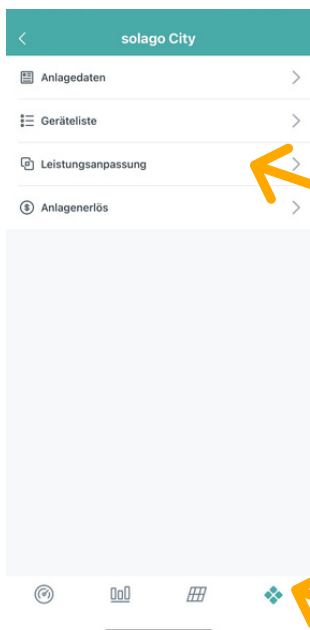 solago City
Anlagedaten
Geräteliste
Leistungsanpassung
Anlagenerlös